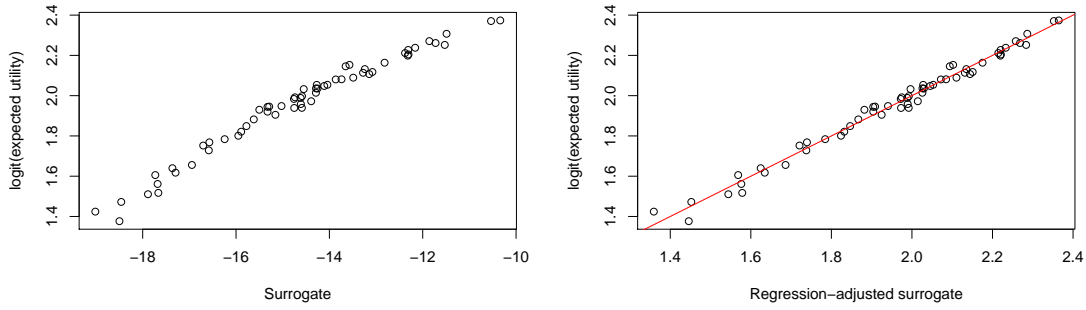 logit(expected utility)
1.4 1.6 1.8 2.0 2.2 2.4
−18 −16 −14 −12 −10
Surrogate
logit(expected utility)
1.4 1.6 1.8 2.0 2.2 2.4
1.4 1.6 1.8 2.0 2.2 2.4
Regression−adjusted surrogate